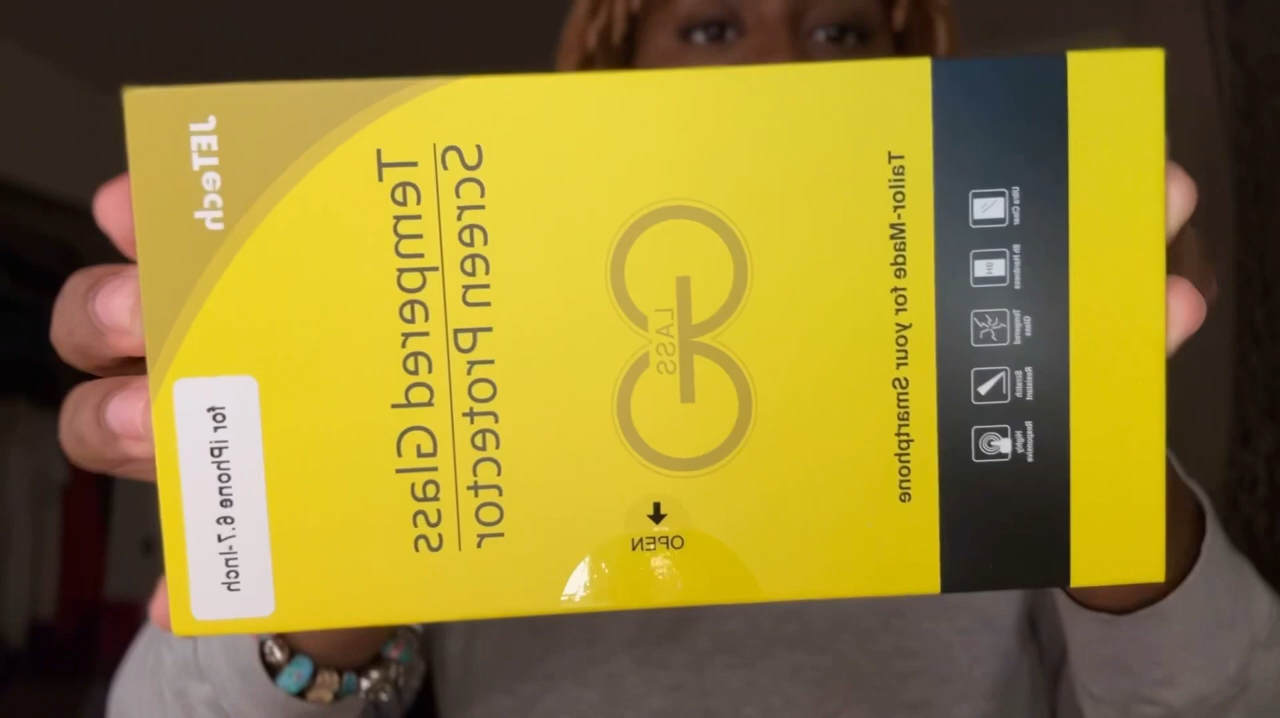 JETech
for iPhone 6.7-Inch
Tempered Glass
Screen Protector
G
LASS
OPEN
Tailor-Made for your Smartphone
Ultra Clear
9h Hardness
Tempered
Glass
Scratch
Resistant
Highly
Responsive